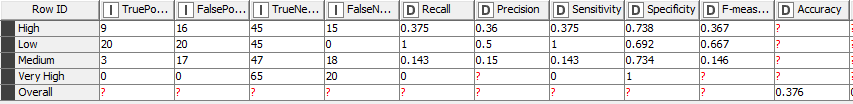 Row ID I TruePo... I FalsePo... I TrueNe... I FalseN... D Recall D Precision D Sensitivity D Specificity D F-meas... D Accuracy
High 9 16 45 15 0.375 0.36 0.375 0.738 0.367 ? ?
Low 20 20 45 0 1 0.5 1 0.692 0.667 ? ?
Medium 3 17 47 18 0.143 0.15 0.143 0.734 0.146 ? ?
Very High 0 0 65 20 0 ? 0 1 ? ? ?
Overall ? ? ? ? ? ? ? ? ? 0.376